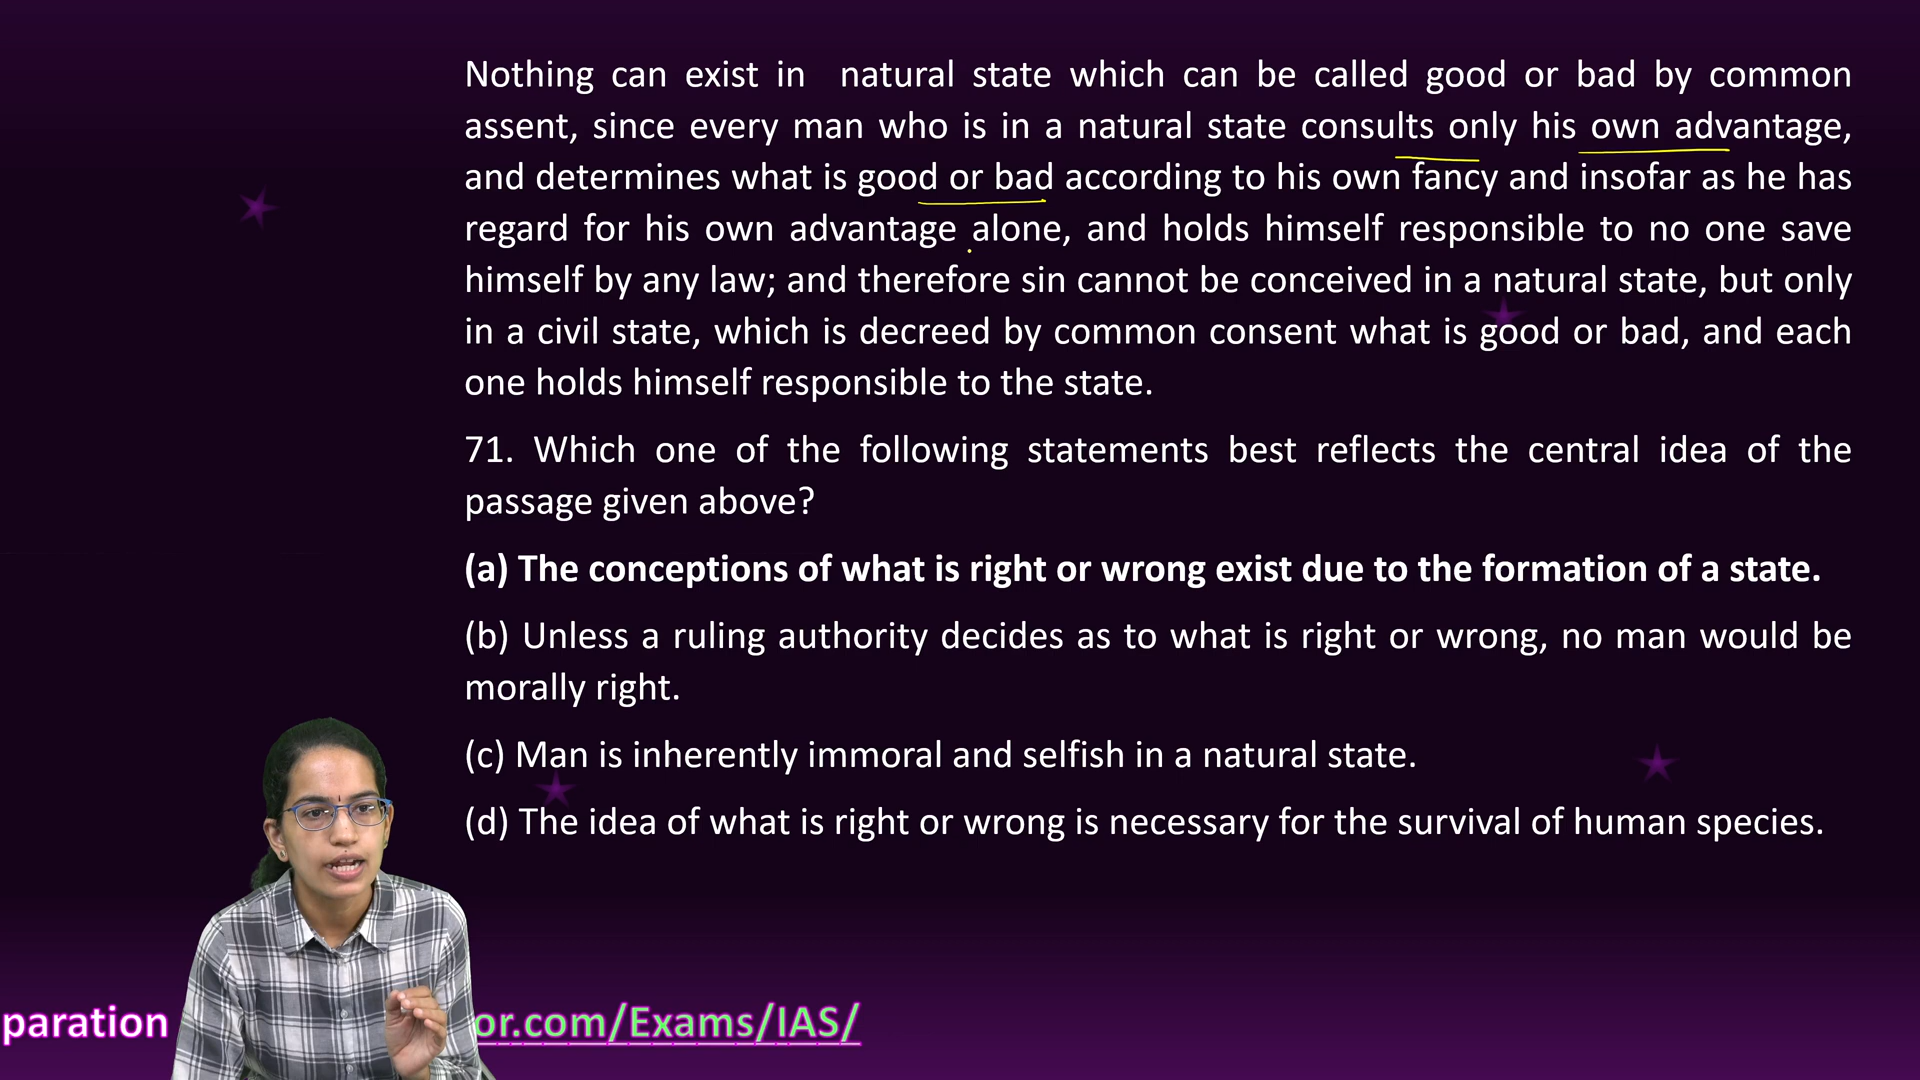 Nothing can exist in natural state which can be called good or bad by common
assent, since every man who is in a natural state consults only his own advantage,
and determines what is good or bad according to his own fancy and insofar as he has
regard for his own advantage alone, and holds himself responsible to no one save
himself by any law; and therefore sin cannot be conceived in a natural state, but only
in a civil state, which is decreed by common consent what is good or bad, and each
one holds himself responsible to the state.
71. Which one of the following statements best reflects the central idea of the
passage given above?
(a) The conceptions of what is right or wrong exist due to the formation of a state.
(b) Unless a ruling authority decides as to what is right or wrong, no man would be
morally right.
(c) Man is inherently immoral and selfish in a natural state.
(d) The idea of what is right or wrong is necessary for the survival of human species.
paration or.com/Exams/IAS/